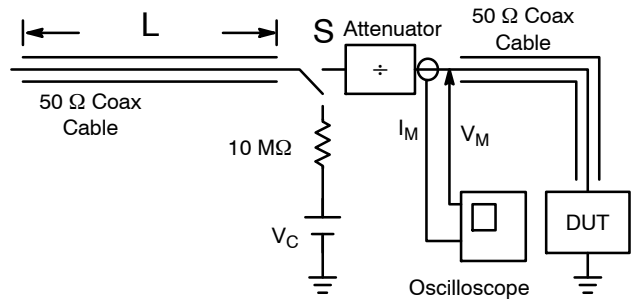 L
S
Attenuator
÷
50 Ω Coax
Cable
50 Ω Coax
Cable
10 MΩ
I_M
V_M
V_C
DUT
Oscilloscope